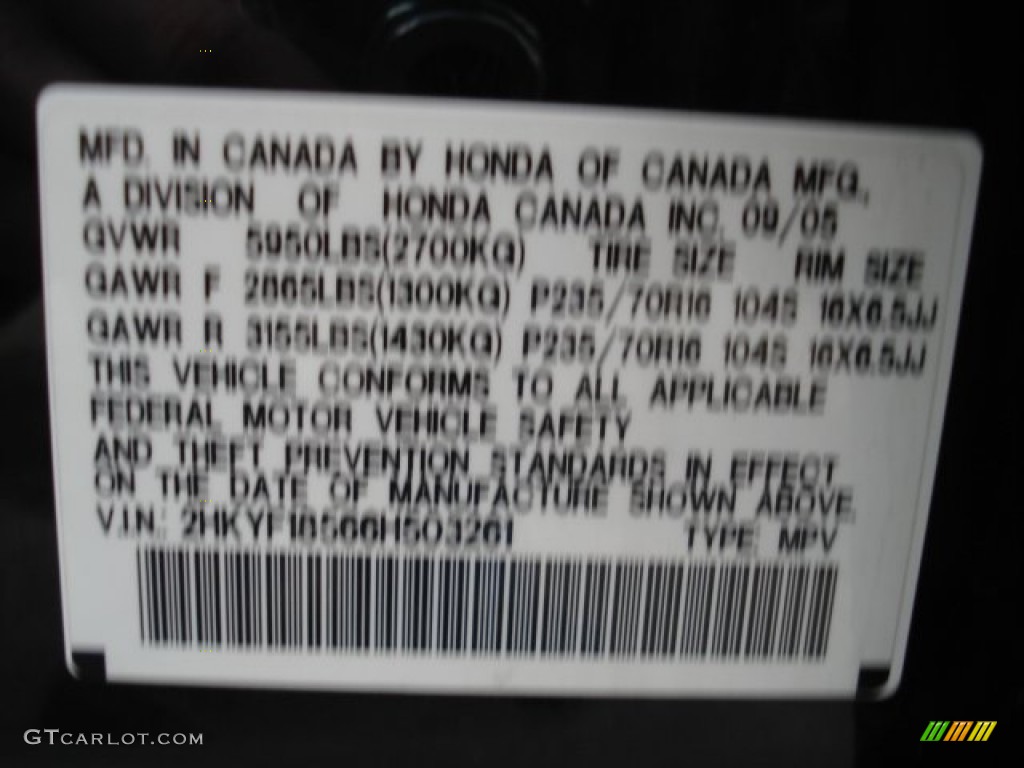 MFD. IN CANADA BY HONDA OF CANADA MFG.,
A DIVISION OF HONDA CANADA INC. 09/05
GVWR 5950LBS(2700KG) TIRE SIZE RIM SIZE
GAWR F 2865LBS(1300KG) P235/70R16 104S 16X6.5JJ
GAWR R 3155LBS(1430KG) P235/70R16 104S 16X6.5JJ
THIS VEHICLE CONFORMS TO ALL APPLICABLE
FEDERAL MOTOR VEHICLE SAFETY
AND THEFT PREVENTION STANDARDS IN EFFECT
ON THE DATE OF MANUFACTURE SHOWN ABOVE.
V.I.N.: 2HKYF18566H503261 TYPE: MPV
GTCARLOT.COM